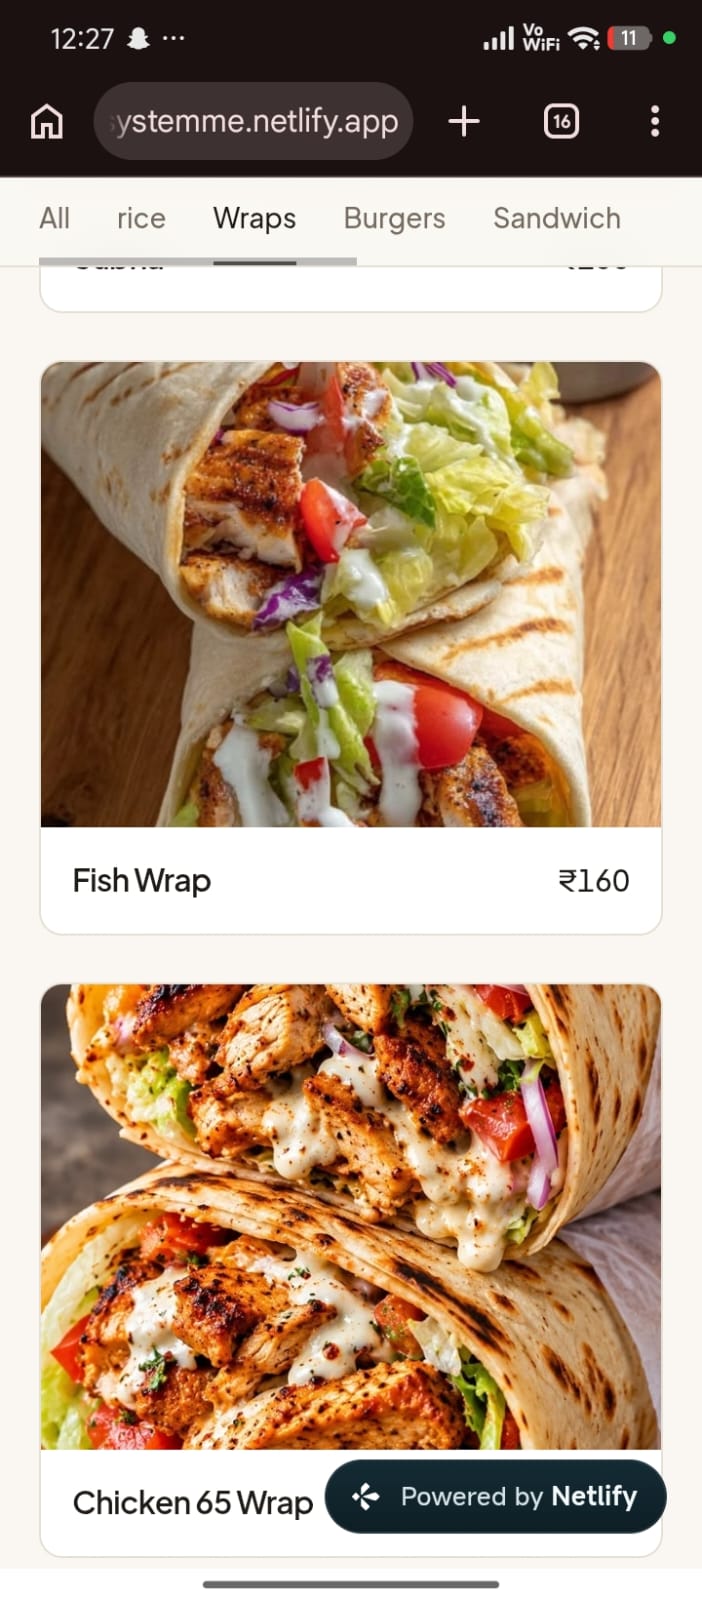 12:27
Vo
WiFi
11
ystemme.netlify.app
16
All rice Wraps Burgers Sandwich
Fish Wrap ₹160
Chicken 65 Wrap
Powered by Netlify